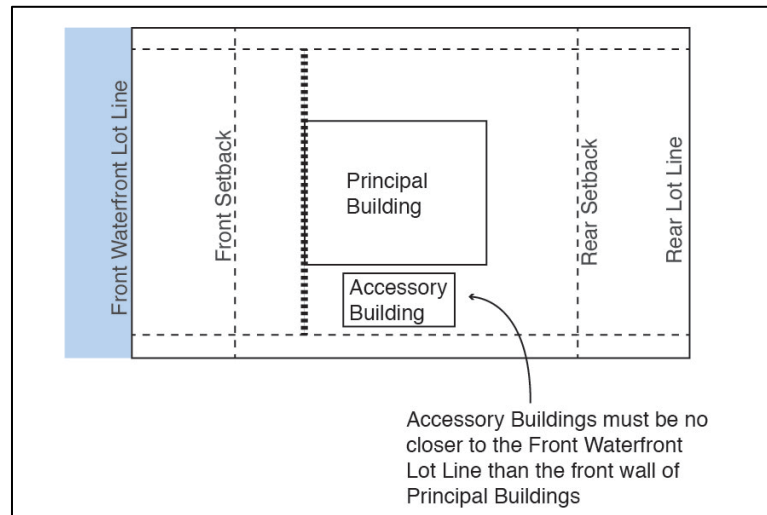 Front Waterfront Lot Line
Front Setback
Principal
Building
Accessory
Building
Rear Setback
Rear Lot Line
Accessory Buildings must be no
closer to the Front Waterfront
Lot Line than the front wall of
Principal Buildings